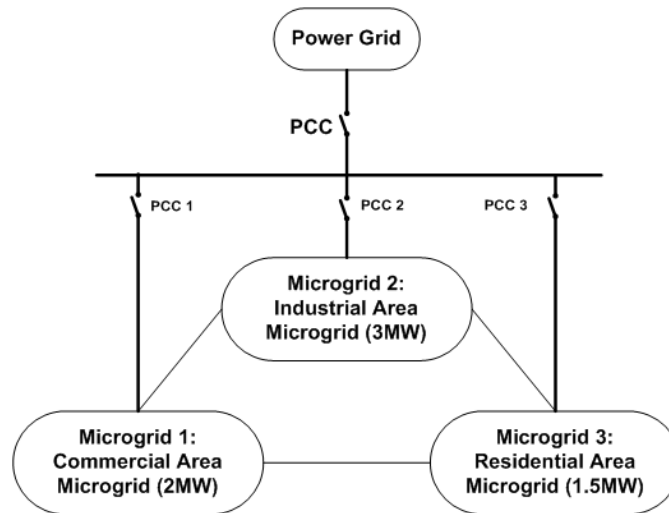 Power Grid
PCC
PCC 1
PCC 2
PCC 3
Microgrid 2:
Industrial Area
Microgrid (3MW)
Microgrid 1:
Commercial Area
Microgrid (2MW)
Microgrid 3:
Residential Area
Microgrid (1.5MW)